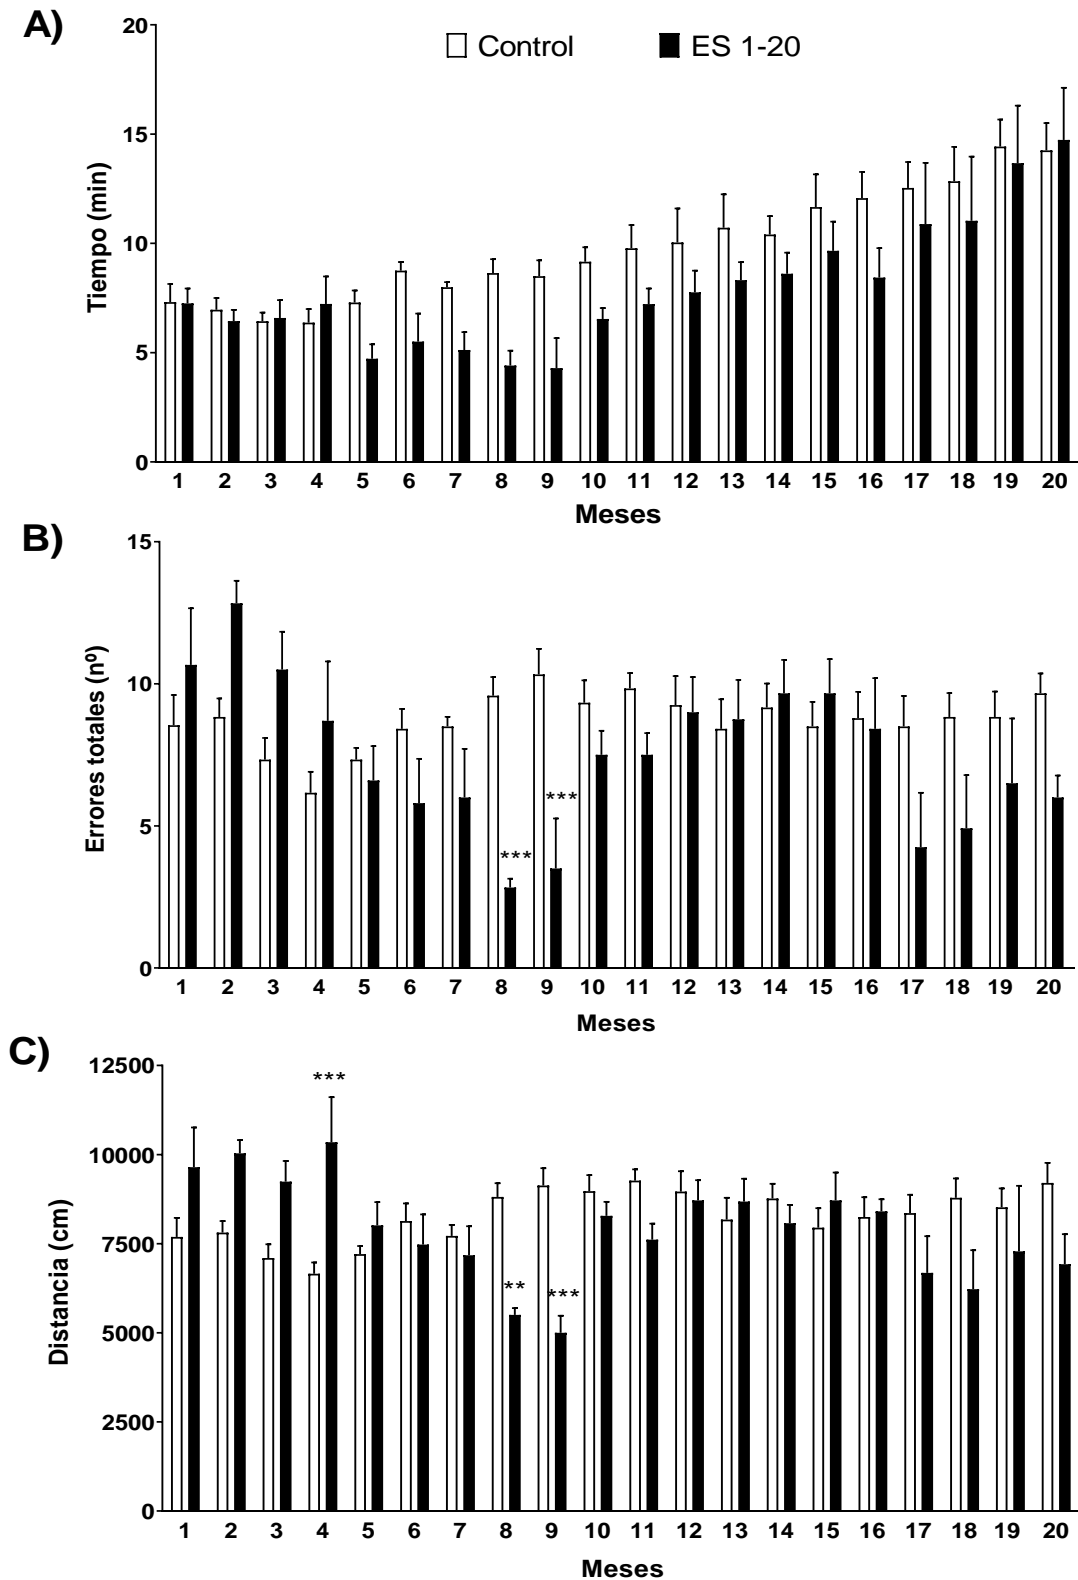 A)
Control ES 1-20
Tiempo (min)
20
15
10
5
0
1 2 3 4 5 6 7 8 9 10 11 12 13 14 15 16 17 18 19 20
Meses
B)
Errores totales (nº)
15
10
5
0
***
***
1 2 3 4 5 6 7 8 9 10 11 12 13 14 15 16 17 18 19 20
Meses
C)
Distancia (cm)
12500
10000
7500
5000
2500
0
***
**
***
1 2 3 4 5 6 7 8 9 10 11 12 13 14 15 16 17 18 19 20
Meses